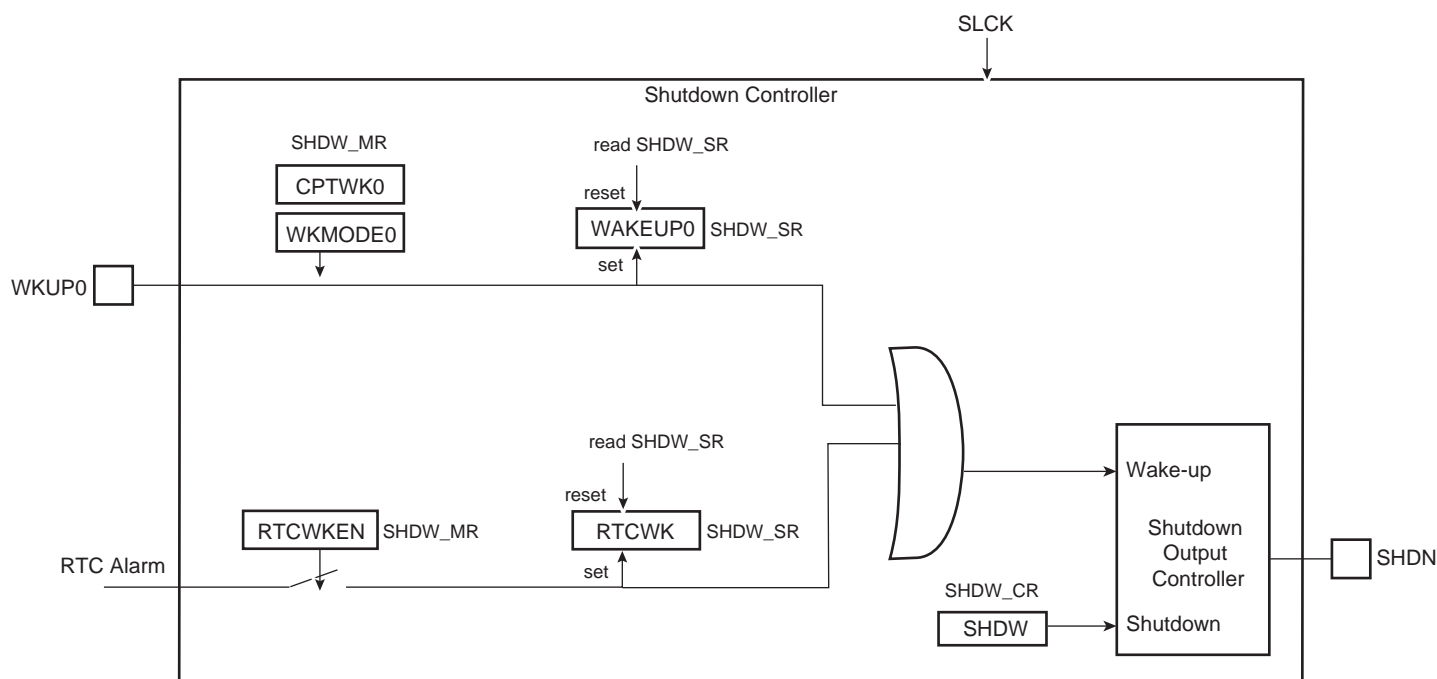 SLCK
Shutdown Controller
SHDW_MR
CPTWK0
WKMODE0
read SHDW_SR
reset
WAKEUP0
SHDW_SR
set
WKUP0
read SHDW_SR
reset
RTCWKEN
SHDW_MR
RTCWK
SHDW_SR
set
RTC Alarm
Wake-up
Shutdown
Output
Controller
SHDN
SHDW_CR
SHDW
Shutdown